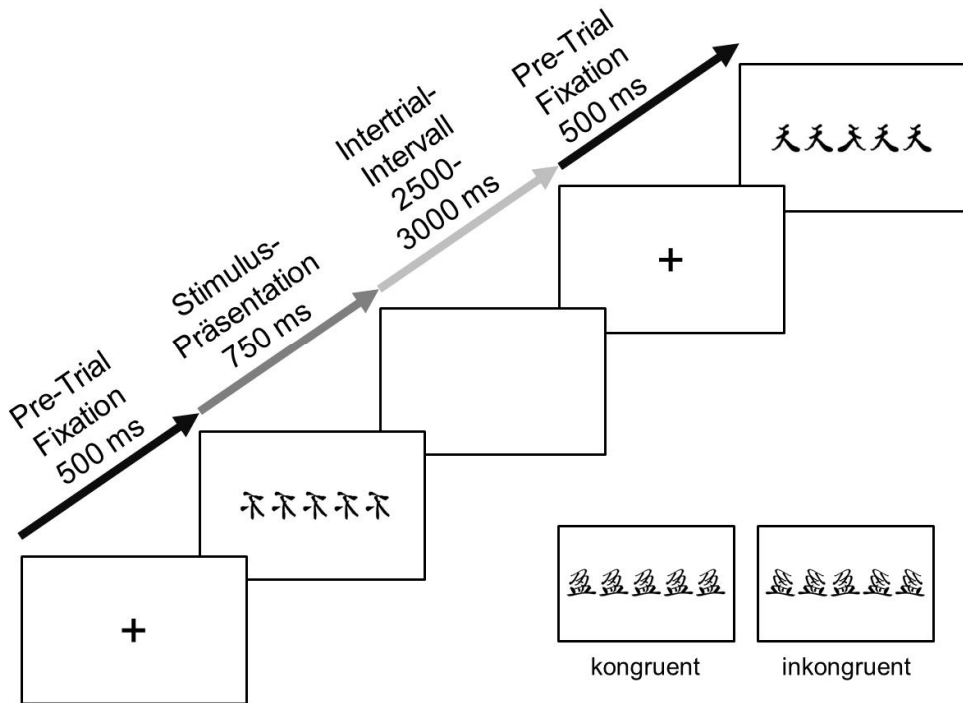 Pre-Trial
Fixation
500 ms
Stimulus-
Präsentation
750 ms
Intertrial-
Intervall
2500-
3000 ms
Pre-Trial
Fixation
500 ms
+
+
kongruent
inkongruent